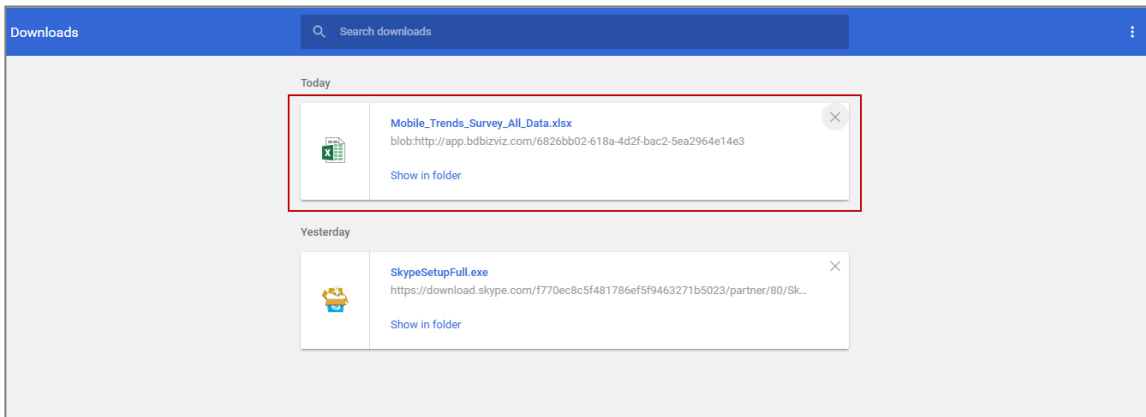 Downloads
Search downloads
Today
Mobile_Trends_Survey_All_Data.xlsx
blob:http://app.bdbizviz.com/6826bb02-618a-4d2f-bac2-5ea2964e14e3
Show in folder
Yesterday
SkypeSetupFull.exe
https://download.skype.com/f770ec8c5f481786ef5f9463271b5023/partner/80/Sk...
Show in folder